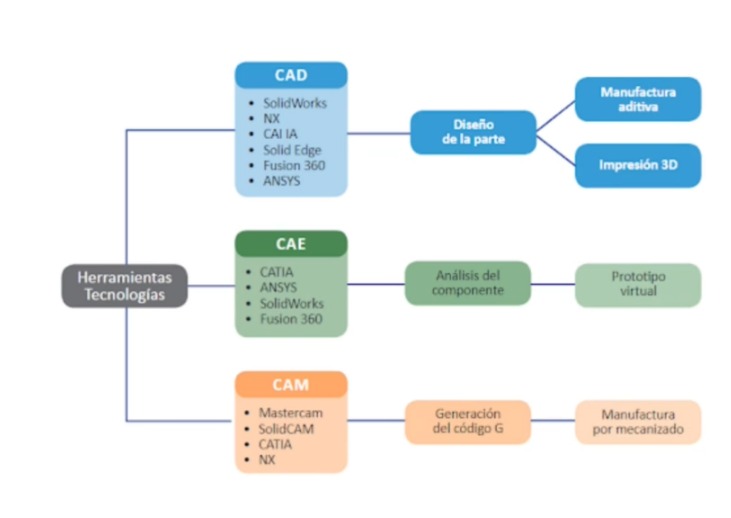 CAD
• SolidWorks
• NX
• CAI IA
• Solid Edge
• Fusion 360
• ANSYS
Diseño
de la parte
Manufactura
aditiva
Impresión 3D
Herramientas
Tecnologías
CAE
• CATIA
• ANSYS
• SolidWorks
• Fusion 360
Análisis del
componente
Prototipo
virtual
CAM
• Mastercam
• SolidCAM
• CATIA
• NX
Generación
del código G
Manufactura
por mecanizado